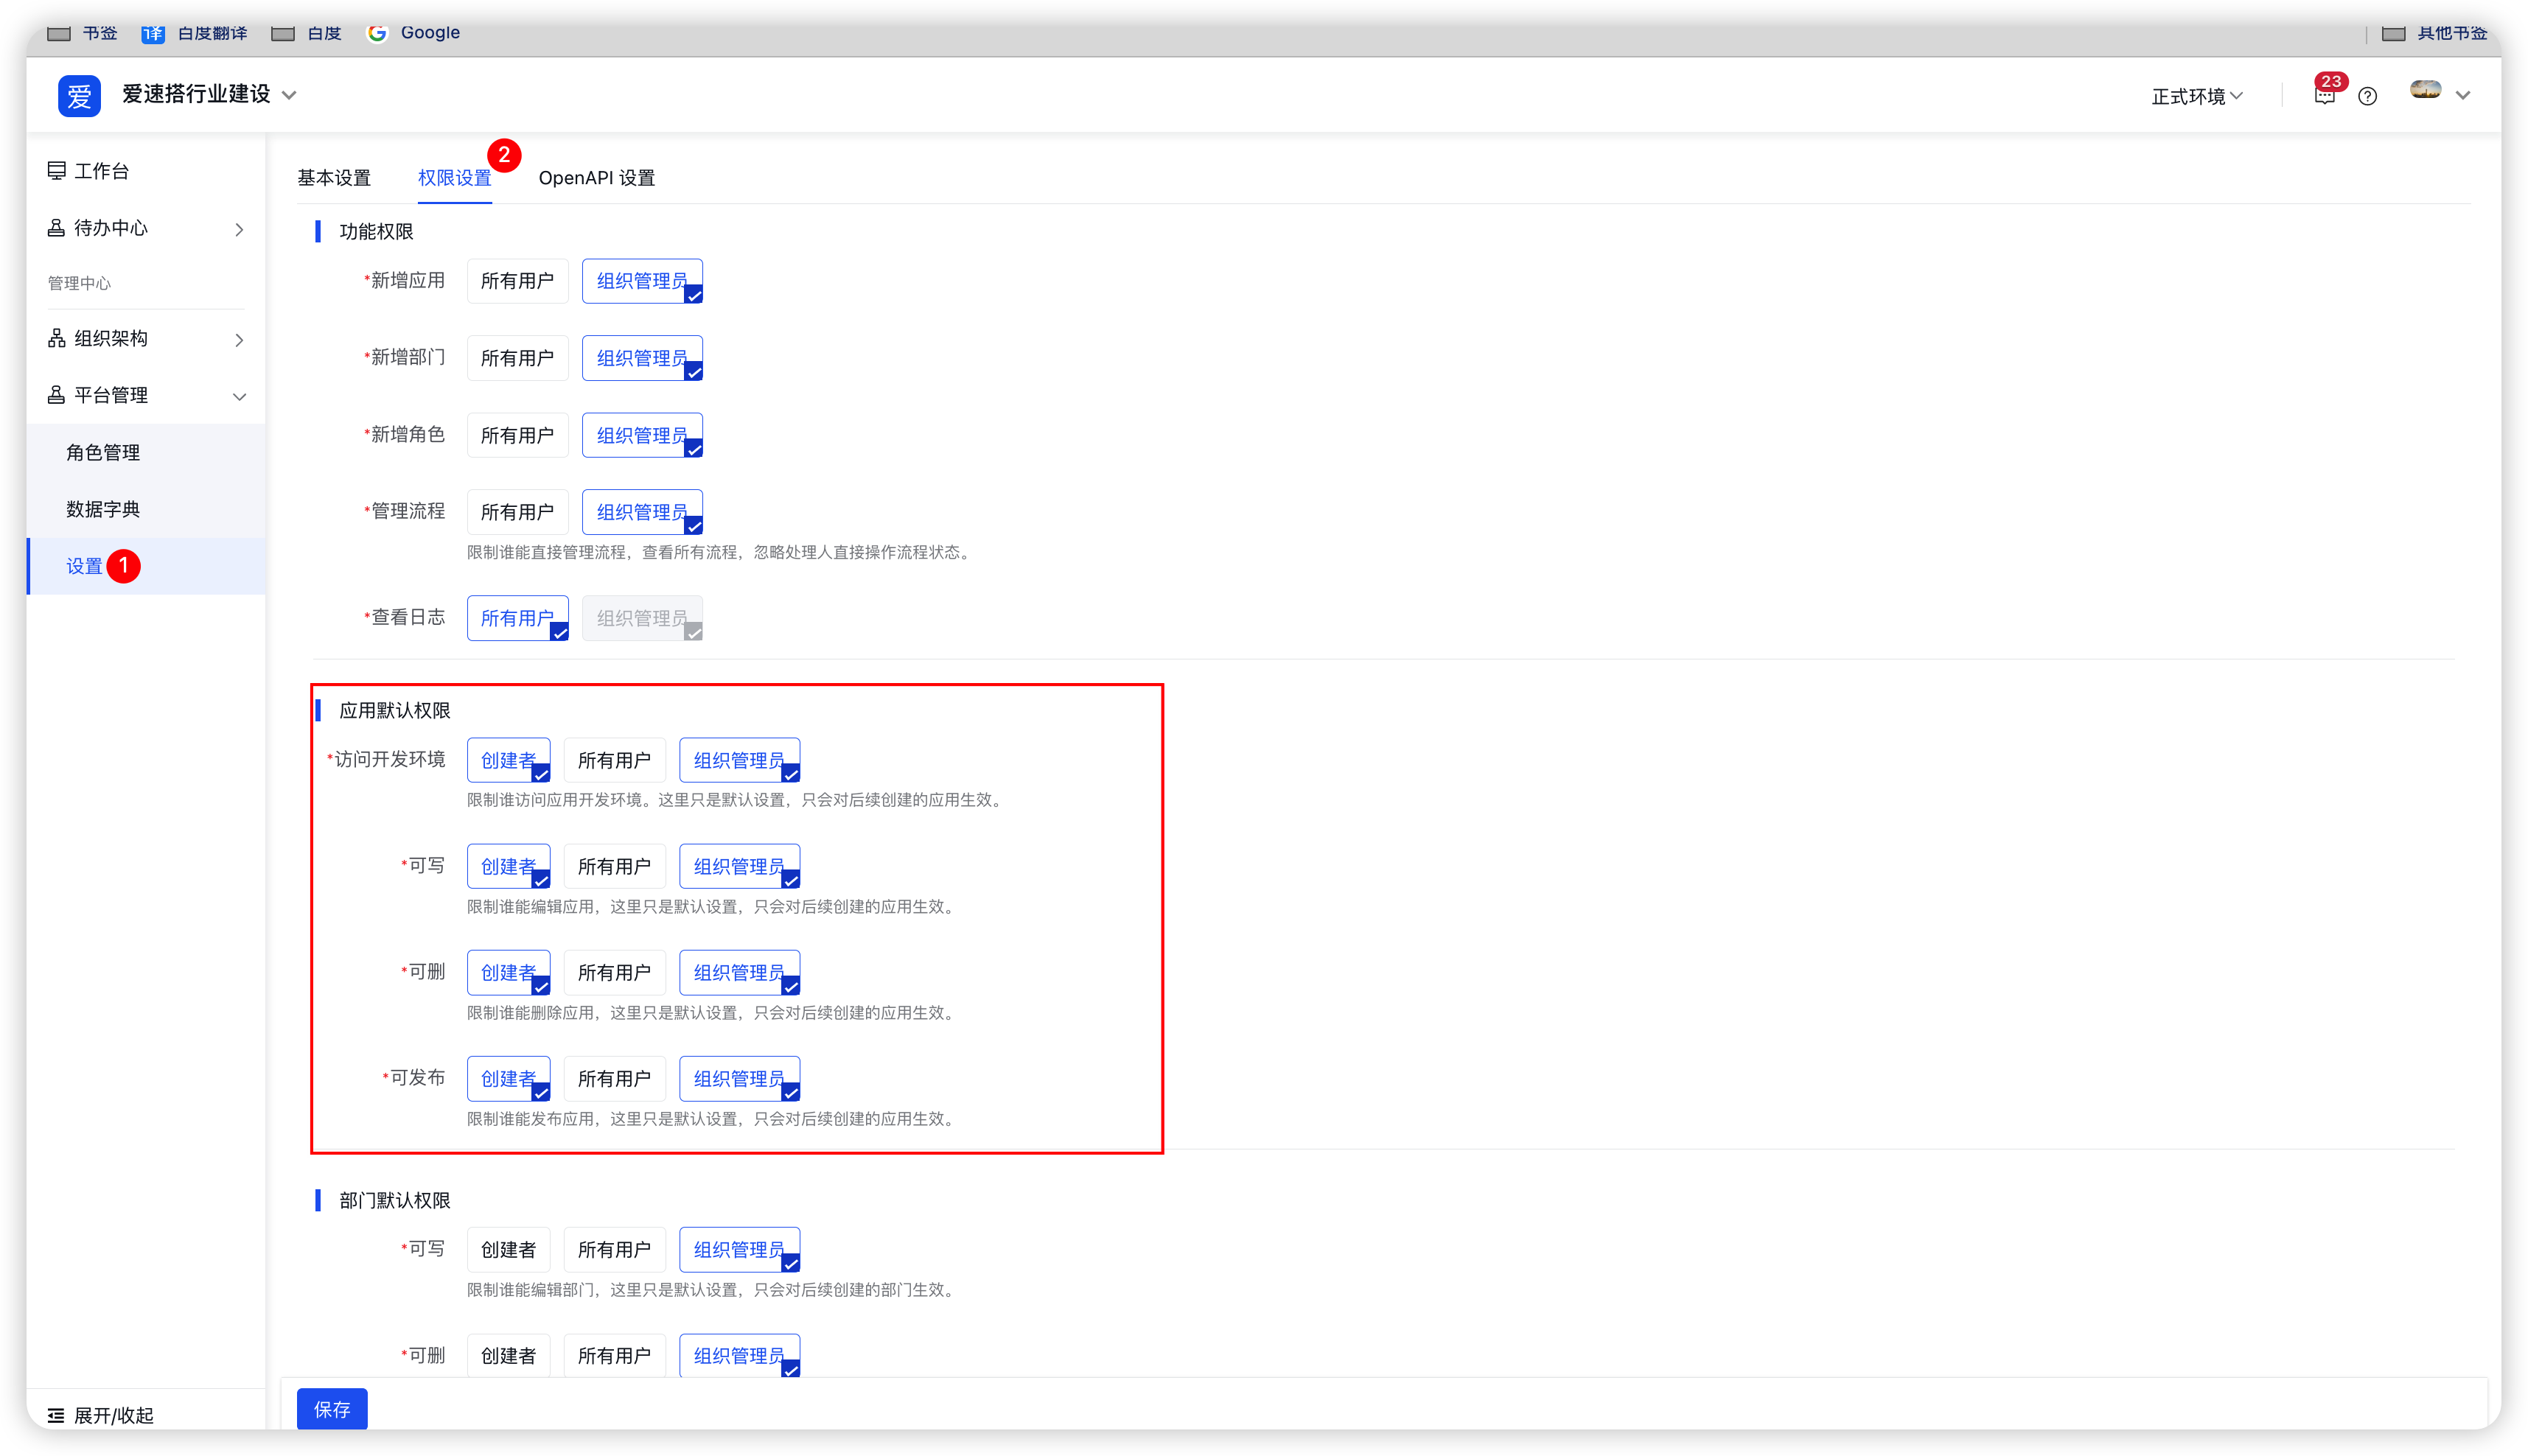 书签 译 百度翻译 百度 Google 其他书签
爱 爱速搭行业建设 正式环境 23
工作台
待办中心
管理中心
组织架构
平台管理
角色管理
数据字典
设置 1
展开/收起
基本设置 权限设置 2 OpenAPI 设置
功能权限
*新增应用 所有用户 组织管理员
*新增部门 所有用户 组织管理员
*新增角色 所有用户 组织管理员
*管理流程 所有用户 组织管理员
限制谁能直接管理流程，查看所有流程，忽略处理人直接操作流程状态。
*查看日志 所有用户 组织管理员
应用默认权限
*访问开发环境 创建者 所有用户 组织管理员
限制谁访问应用开发环境。这里只是默认设置，只会对后续创建的应用生效。
*可写 创建者 所有用户 组织管理员
限制谁能编辑应用，这里只是默认设置，只会对后续创建的应用生效。
*可删 创建者 所有用户 组织管理员
限制谁能删除应用，这里只是默认设置，只会对后续创建的应用生效。
*可发布 创建者 所有用户 组织管理员
限制谁能发布应用，这里只是默认设置，只会对后续创建的应用生效。
部门默认权限
*可写 创建者 所有用户 组织管理员
限制谁能编辑部门，这里只是默认设置，只会对后续创建的部门生效。
*可删 创建者 所有用户 组织管理员
保存